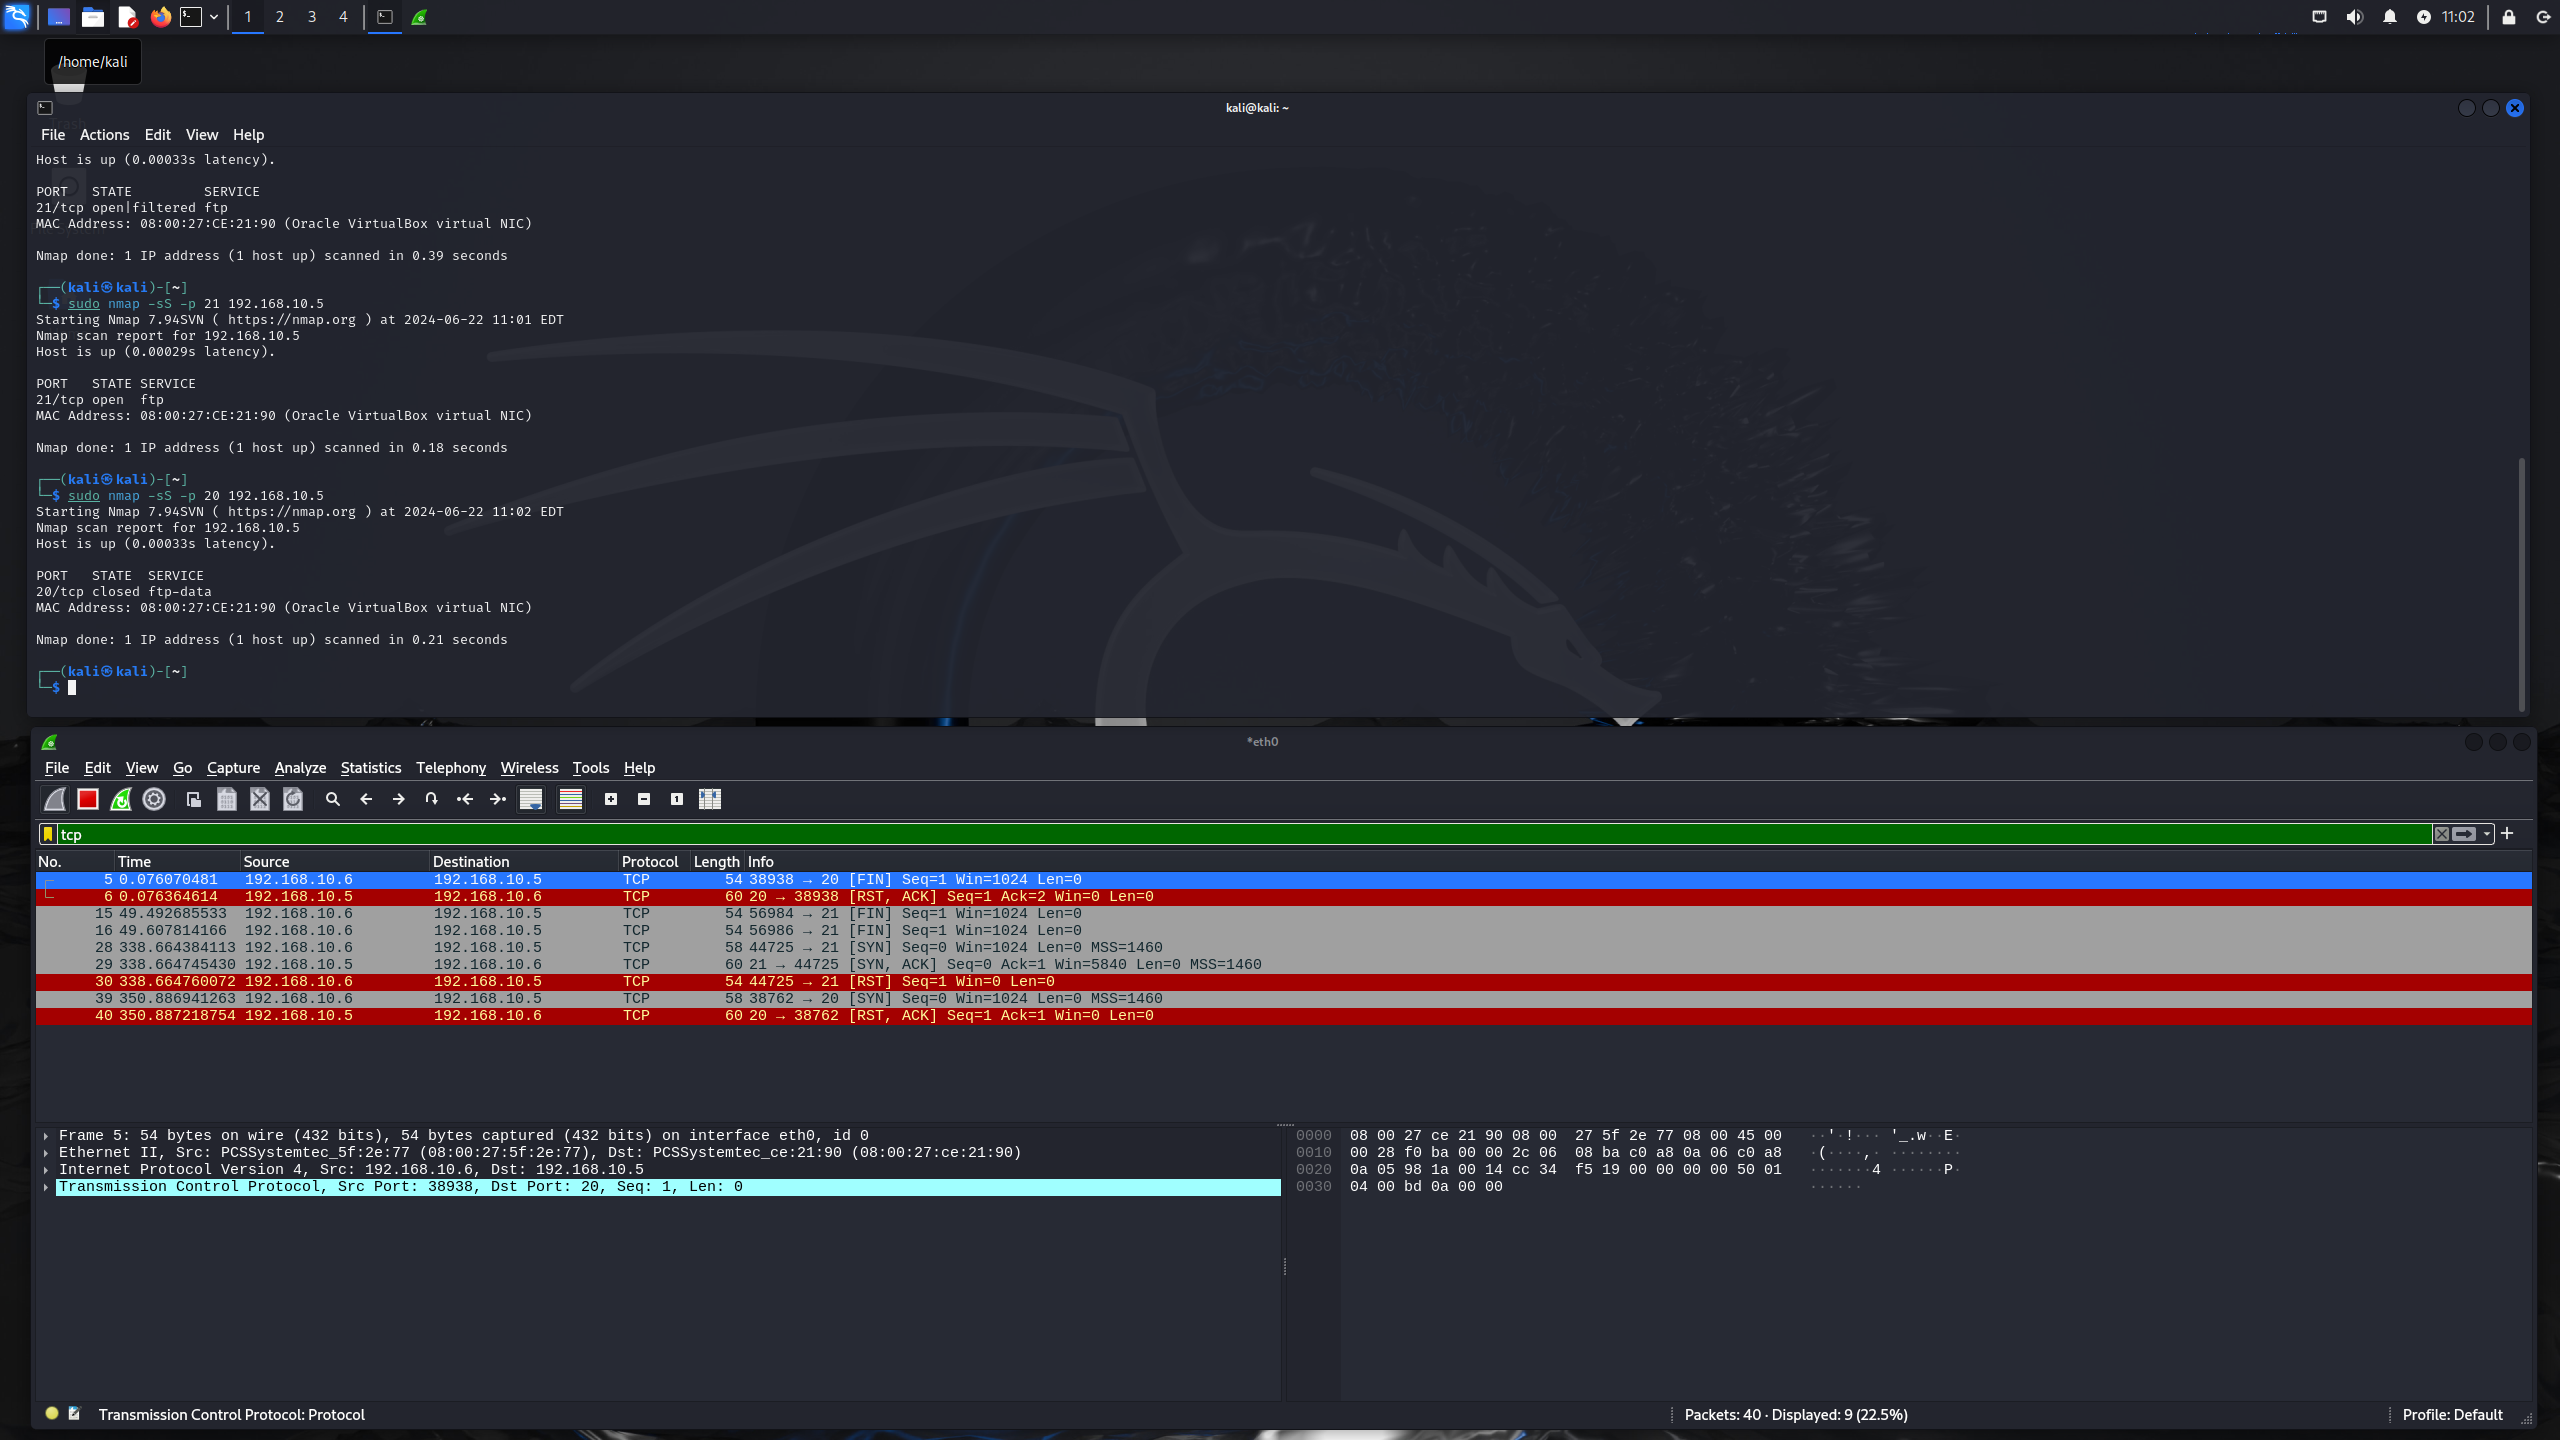 1 2 3 4 11:02
/home/kali
kali@kali: ~
File Actions Edit View Help
Host is up (0.00033s latency).
PORT   STATE         SERVICE
21/tcp open|filtered ftp
MAC Address: 08:00:27:CE:21:90 (Oracle VirtualBox virtual NIC)
Nmap done: 1 IP address (1 host up) scanned in 0.39 seconds
┌──(kali㉿kali)-[~]
└─$ sudo nmap -sS -p 21 192.168.10.5
Starting Nmap 7.94SVN ( https://nmap.org ) at 2024-06-22 11:01 EDT
Nmap scan report for 192.168.10.5
Host is up (0.00029s latency).
PORT   STATE SERVICE
21/tcp open  ftp
MAC Address: 08:00:27:CE:21:90 (Oracle VirtualBox virtual NIC)
Nmap done: 1 IP address (1 host up) scanned in 0.18 seconds
┌──(kali㉿kali)-[~]
└─$ sudo nmap -sS -p 20 192.168.10.5
Starting Nmap 7.94SVN ( https://nmap.org ) at 2024-06-22 11:02 EDT
Nmap scan report for 192.168.10.5
Host is up (0.00033s latency).
PORT   STATE  SERVICE
20/tcp closed ftp-data
MAC Address: 08:00:27:CE:21:90 (Oracle VirtualBox virtual NIC)
Nmap done: 1 IP address (1 host up) scanned in 0.21 seconds
┌──(kali㉿kali)-[~]
└─$
*eth0
File Edit View Go Capture Analyze Statistics Telephony Wireless Tools Help
tcp
No. Time Source Destination Protocol Length Info
5 0.076070481 192.168.10.6 192.168.10.5 TCP 54 38938 → 20 [FIN] Seq=1 Win=1024 Len=0
6 0.076364614 192.168.10.5 192.168.10.6 TCP 60 20 → 38938 [RST, ACK] Seq=1 Ack=2 Win=0 Len=0
15 49.492685533 192.168.10.6 192.168.10.5 TCP 54 56984 → 21 [FIN] Seq=1 Win=1024 Len=0
16 49.607814166 192.168.10.6 192.168.10.5 TCP 54 56986 → 21 [FIN] Seq=1 Win=1024 Len=0
28 338.664384113 192.168.10.6 192.168.10.5 TCP 58 44725 → 21 [SYN] Seq=0 Win=1024 Len=0 MSS=1460
29 338.664745430 192.168.10.5 192.168.10.6 TCP 60 21 → 44725 [SYN, ACK] Seq=0 Ack=1 Win=5840 Len=0 MSS=1460
30 338.664760072 192.168.10.6 192.168.10.5 TCP 54 44725 → 21 [RST] Seq=1 Win=0 Len=0
39 350.886941263 192.168.10.6 192.168.10.5 TCP 58 38762 → 20 [SYN] Seq=0 Win=1024 Len=0 MSS=1460
40 350.887218754 192.168.10.5 192.168.10.6 TCP 60 20 → 38762 [RST, ACK] Seq=1 Ack=1 Win=0 Len=0
Frame 5: 54 bytes on wire (432 bits), 54 bytes captured (432 bits) on interface eth0, id 0
Ethernet II, Src: PCSSystemtec_5f:2e:77 (08:00:27:5f:2e:77), Dst: PCSSystemtec_ce:21:90 (08:00:27:ce:21:90)
Internet Protocol Version 4, Src: 192.168.10.6, Dst: 192.168.10.5
Transmission Control Protocol, Src Port: 38938, Dst Port: 20, Seq: 1, Len: 0
0000 08 00 27 ce 21 90 08 00  27 5f 2e 77 08 00 45 00   ··'·!··· '_.w··E·
0010 00 28 f0 ba 00 00 2c 06  08 ba c0 a8 0a 06 c0 a8   ·(····,· ········
0020 0a 05 98 1a 00 14 cc 34  f5 19 00 00 00 00 50 01   ·······4 ······P·
0030 04 00 bd 0a 00 00   ······
Transmission Control Protocol: Protocol Packets: 40 · Displayed: 9 (22.5%) Profile: Default